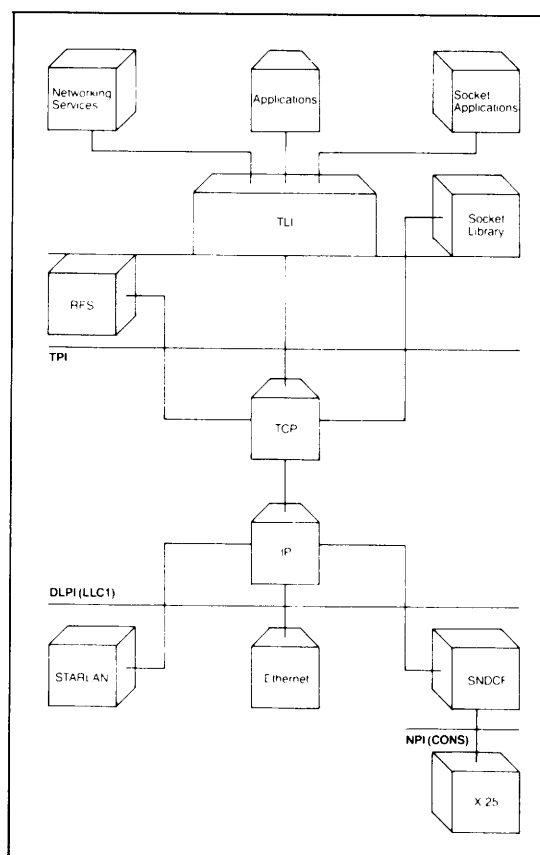 Networking
Services
Applications
Socket
Applications
TLI
Socket
Library
RFS
TPI
TCP
IP
DLPI (LLC1)
STARLAN
Ethernet
SNDCF
NPI (CONS)
X 25